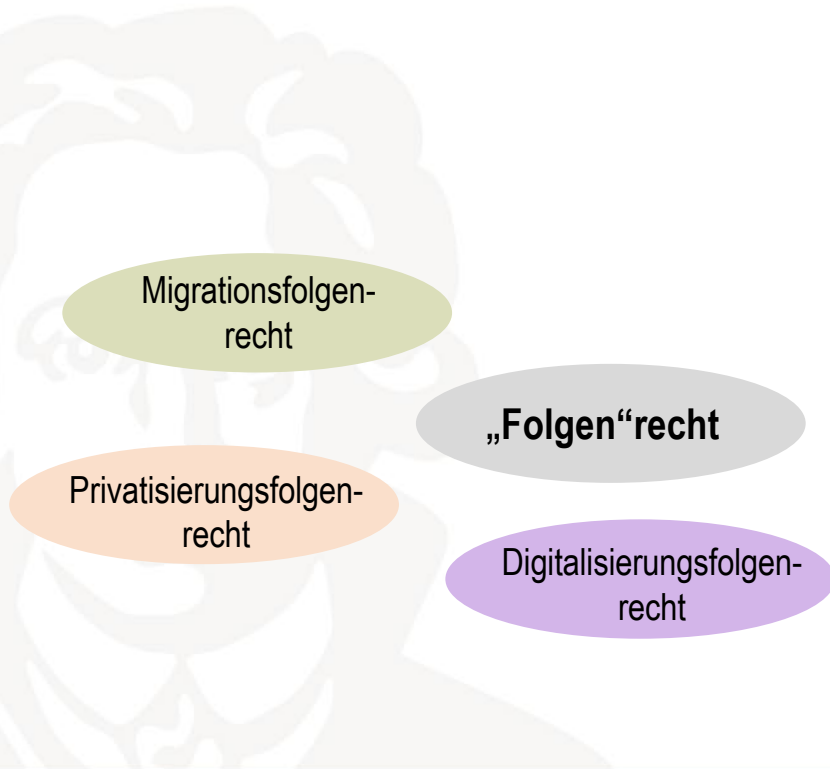 Migrationsfolgen-
recht
„Folgen“recht
Privatisierungsfolgen-
recht
Digitalisierungsfolgen-
recht